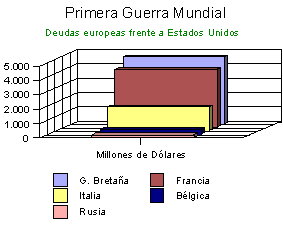 Primera Guerra Mundial
Deudas europeas frente a Estados Unidos
5.000
4.000
3.000
2.000
1.000
0
Millones de Dólares
G. Bretaña Francia
Italia Bélgica
Rusia